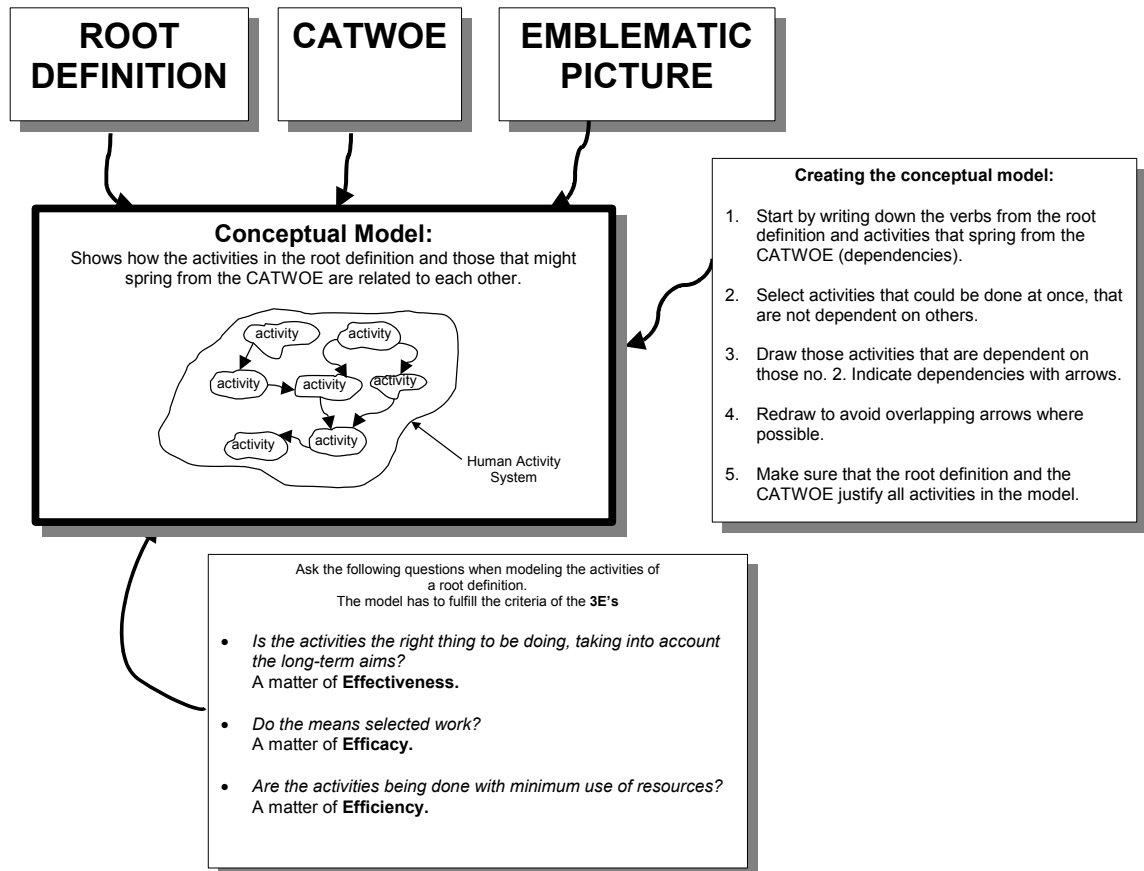 ROOT
DEFINITION
CATWOE
EMBLEMATIC
PICTURE
Conceptual Model:
Shows how the activities in the root definition and those that might
spring from the CATWOE are related to each other.
activity
activity
activity
activity
activity
activity
activity
Human Activity
System
Creating the conceptual model:
1. Start by writing down the verbs from the root
definition and activities that spring from the
CATWOE (dependencies).
2. Select activities that could be done at once, that
are not dependent on others.
3. Draw those activities that are dependent on
those no. 2. Indicate dependencies with arrows.
4. Redraw to avoid overlapping arrows where
possible.
5. Make sure that the root definition and the
CATWOE justify all activities in the model.
Ask the following questions when modeling the activities of
a root definition.
The model has to fulfill the criteria of the 3E's
• Is the activities the right thing to be doing, taking into account
the long-term aims?
A matter of Effectiveness.
• Do the means selected work?
A matter of Efficacy.
• Are the activities being done with minimum use of resources?
A matter of Efficiency.